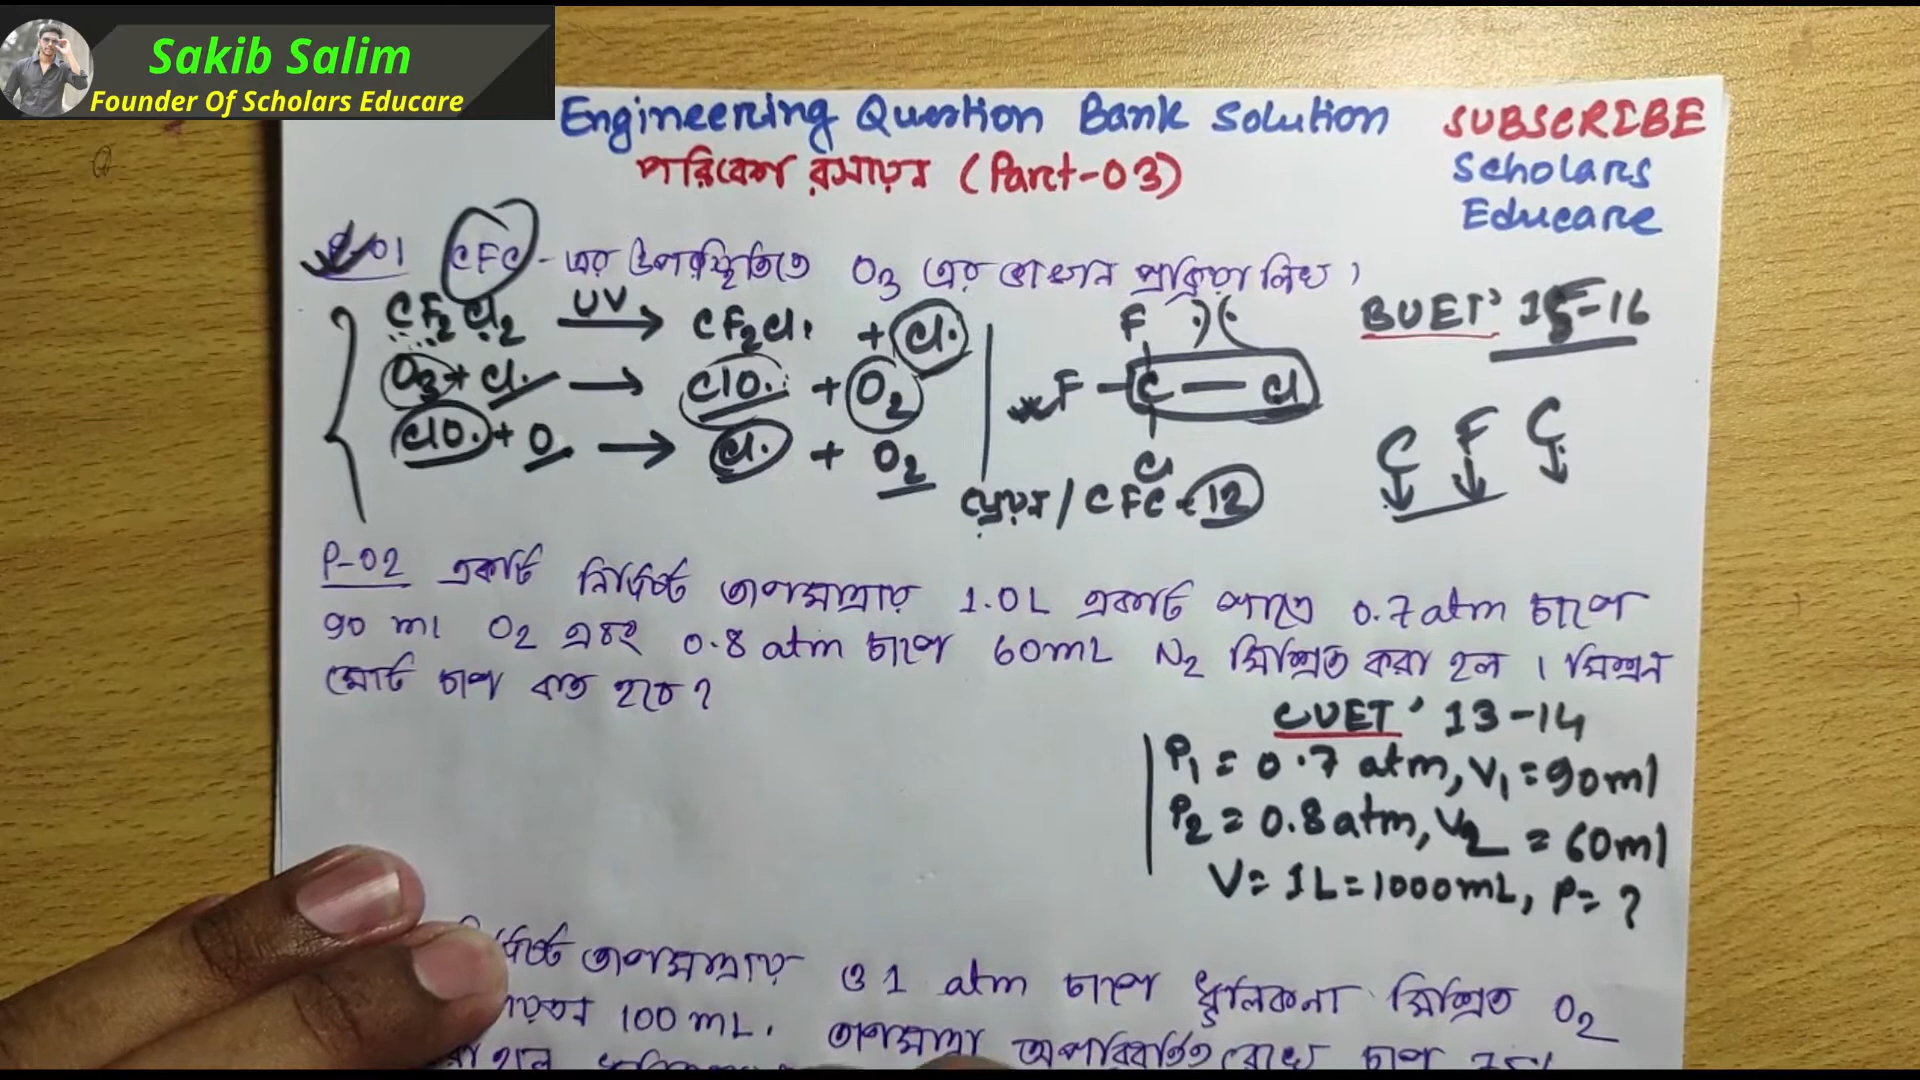 Sakib Salim
Founder Of Scholars Educare
Engineering Question Bank Solution
SUBSCRIBE
পরিবেশ রসায়ন (Part-03)
Scholars
Educare
P-01 CFC-এর উপস্থিতিতে O3 এর প্রক্রিয়া লিখ।
BUET' 15-16
CF2Cl2 UV→ CF2Cl. + Cl.
O3 + Cl. → ClO. + O2
ClO. + O → Cl. + O2
F
F - C - Cl
Cl
ফ্রেয়ন / CFC - 12
C F C
P-02 একটি নির্দিষ্ট তাপমাত্রায় 1.0L একটি পাত্রে 0.7 atm চাপে
90 ml O2 এবং 0.8 atm চাপে 60mL N2 মিশ্রিত করা হল। মিশ্রন
মোট চাপ কত হবে?
CUET' 13-14
P1 = 0.7 atm, V1 = 90ml
P2 = 0.8 atm, V2 = 60ml
V = 1L = 1000mL, P = ?
তাপমাত্রায় ও 1 atm চাপে ধূলিকনা মিশ্রিত O2
100 mL. তাপমাত্রা অপরিবর্তিত রেখে চাপ